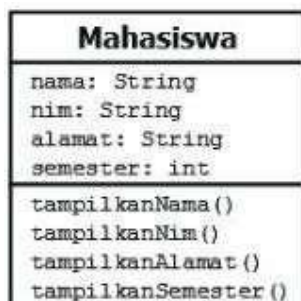 Mahasiswa
nama: String
nim: String
alamat: String
semester: int
tampilkanNama()
tampilkanNim()
tampilkanAlamat()
tampilkanSemester()